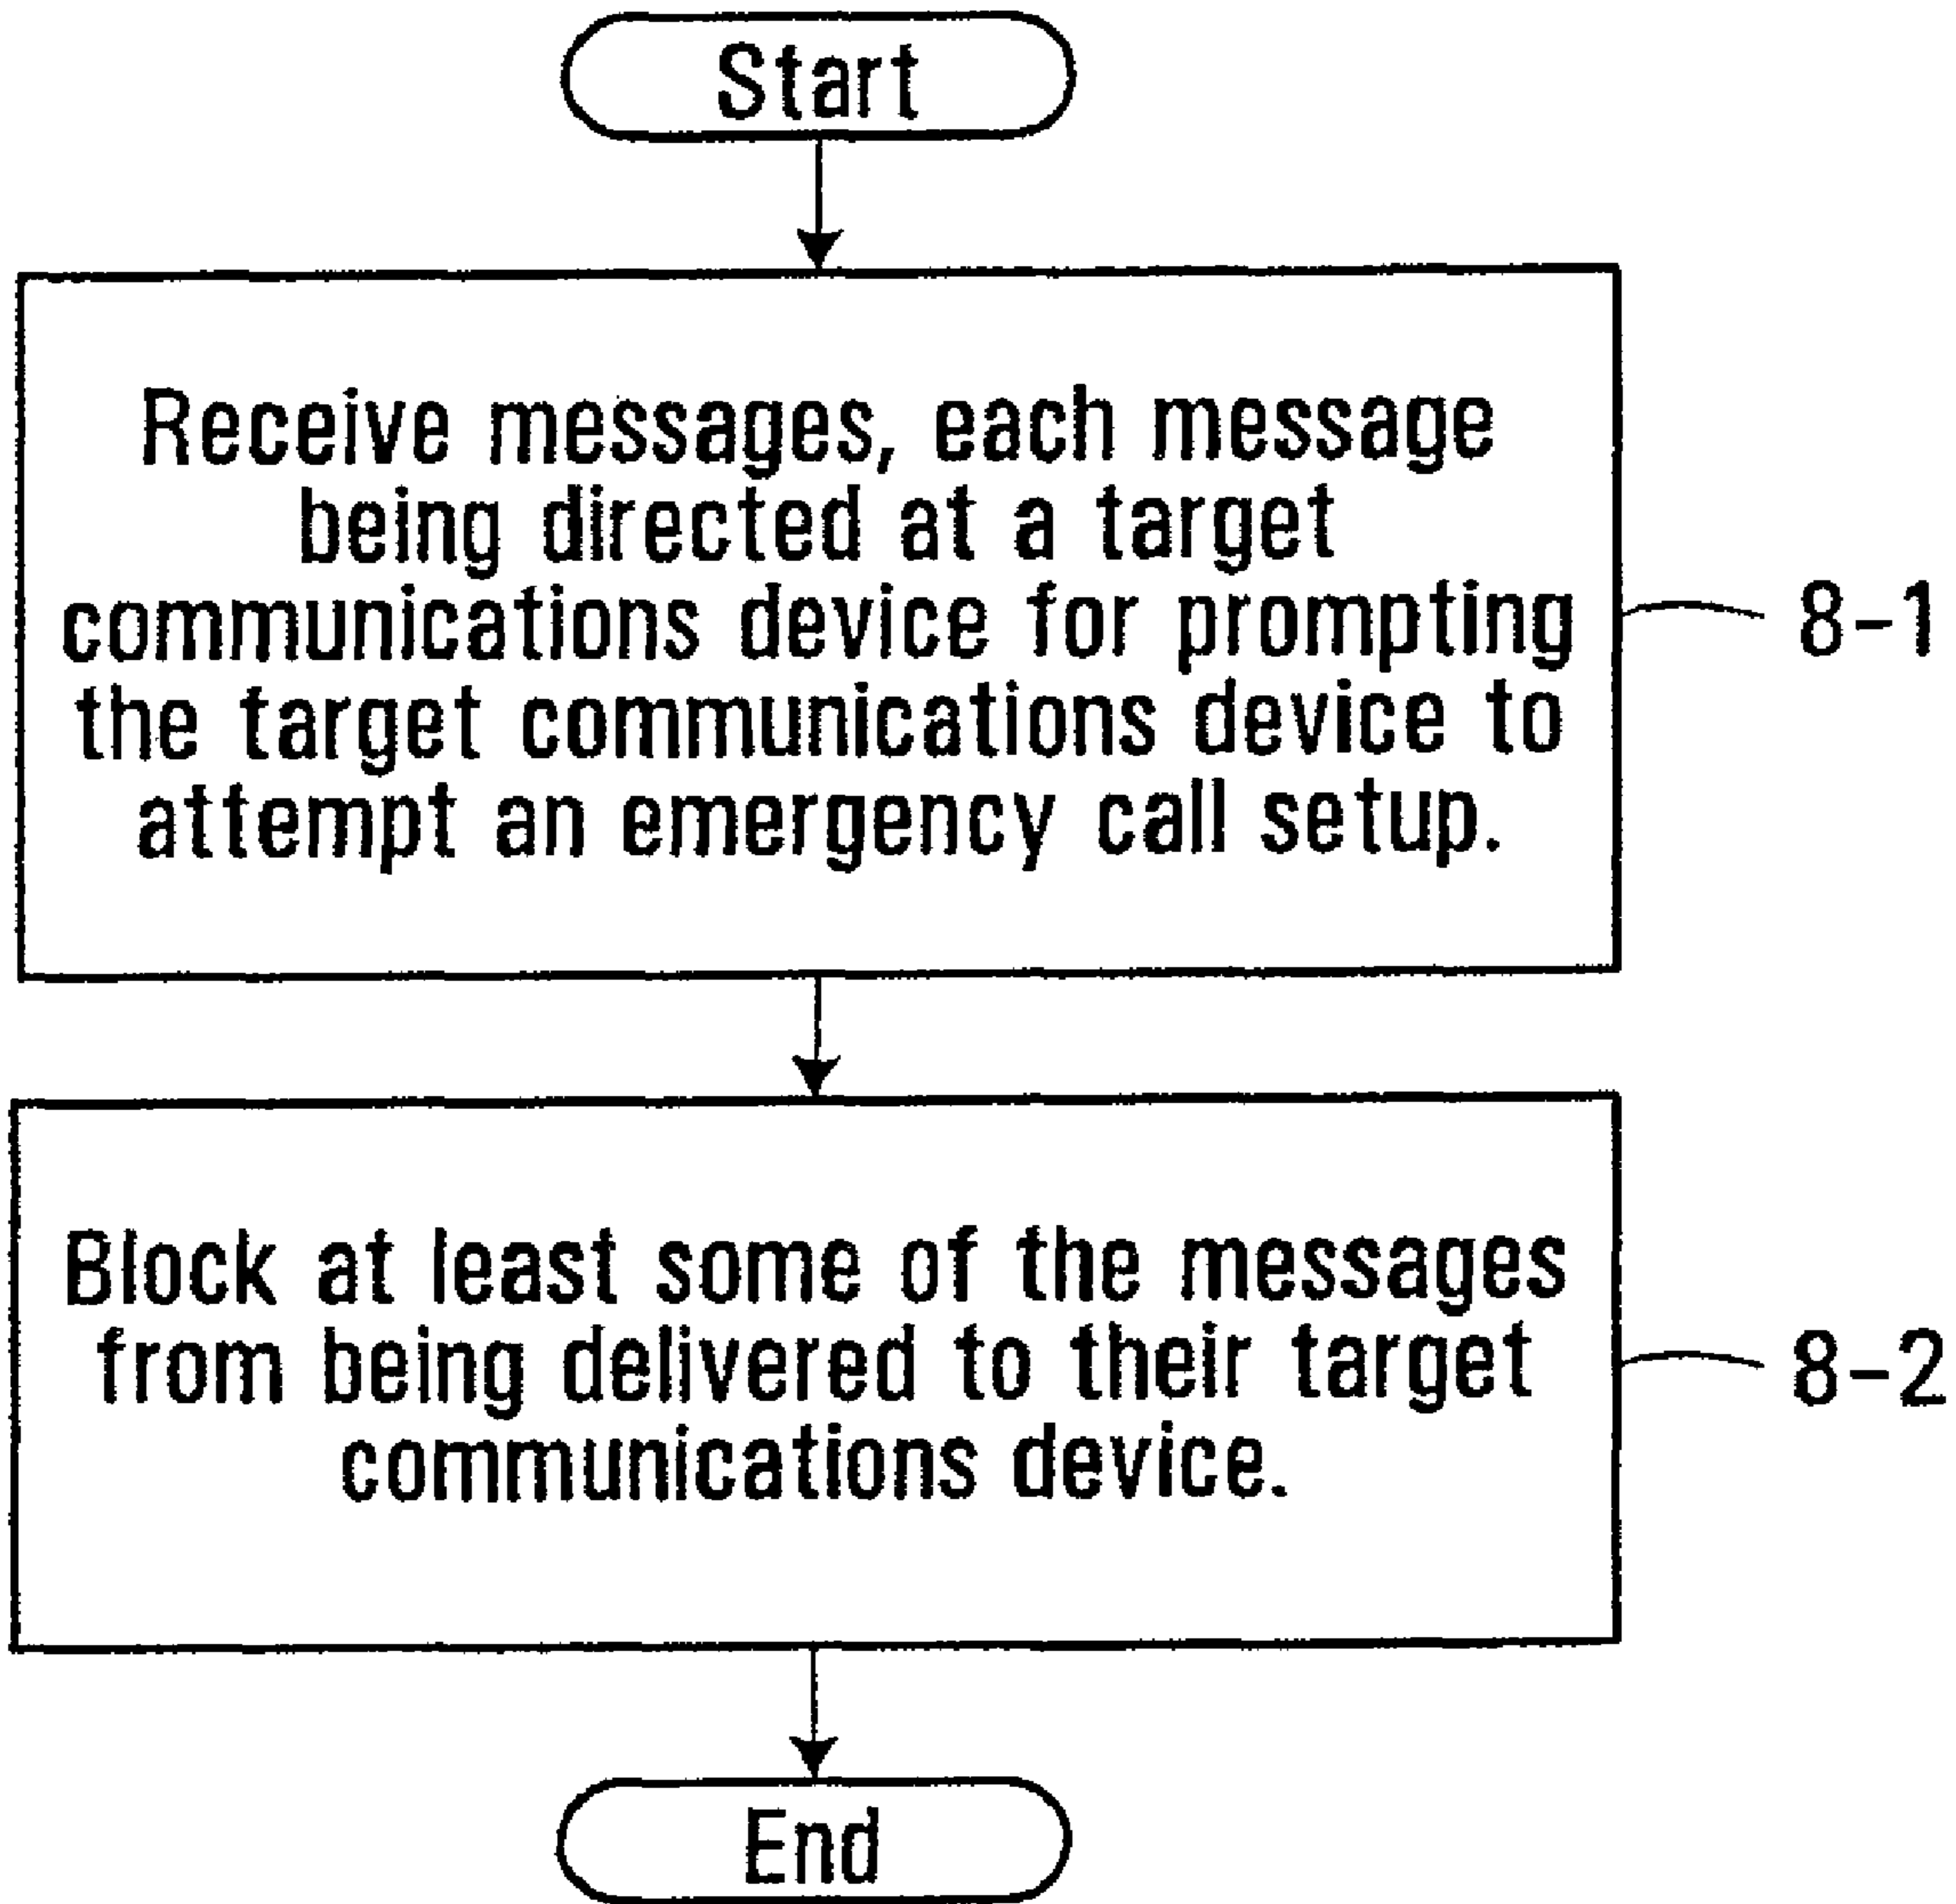 Start
Receive messages, each message
being directed at a target
communications device for prompting
the target communications device to
attempt an emergency call setup.
8-1
Block at least some of the messages
from being delivered to their target
communications device.
8-2
End